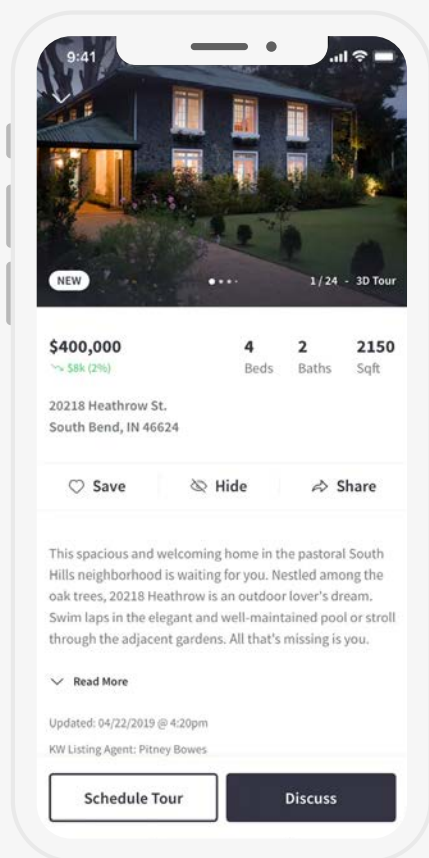 9:41
NEW
1 / 24 - 3D Tour
$400,000 4 2 2150
$8k (2%) Beds Baths Sqft
20218 Heathrow St.
South Bend, IN 46624
Save Hide Share
This spacious and welcoming home in the pastoral South
Hills neighborhood is waiting for you. Nestled among the
oak trees, 20218 Heathrow is an outdoor lover's dream.
Swim laps in the elegant and well-maintained pool or stroll
through the adjacent gardens. All that's missing is you.
Read More
Updated: 04/22/2019 @ 4:20pm
KW Listing Agent: Pitney Bowes
Schedule Tour Discuss